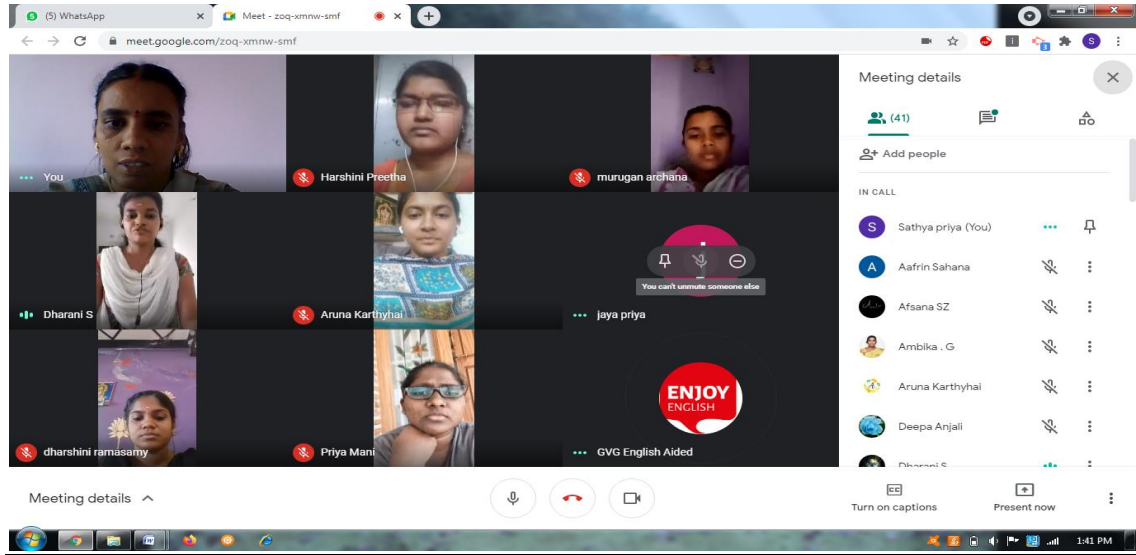 (5) WhatsApp
Meet - zoq-xmnw-smf
meet.google.com/zoq-xmnw-smf
S
You
Harshini Preetha
murugan archana
Dharani S
Aruna Karthyhai
You can't unmute someone else
jaya priya
dharshini ramasamy
Priya Mani
ENJOY
ENGLISH
GVG English Aided
Meeting details
(41)
Add people
IN CALL
S Sathya priya (You)
A Aafrin Sahana
Afsana SZ
Ambika . G
Aruna Karthyhai
Deepa Anjali
Dharani S
Meeting details
CC
Turn on captions
Present now
1:41 PM